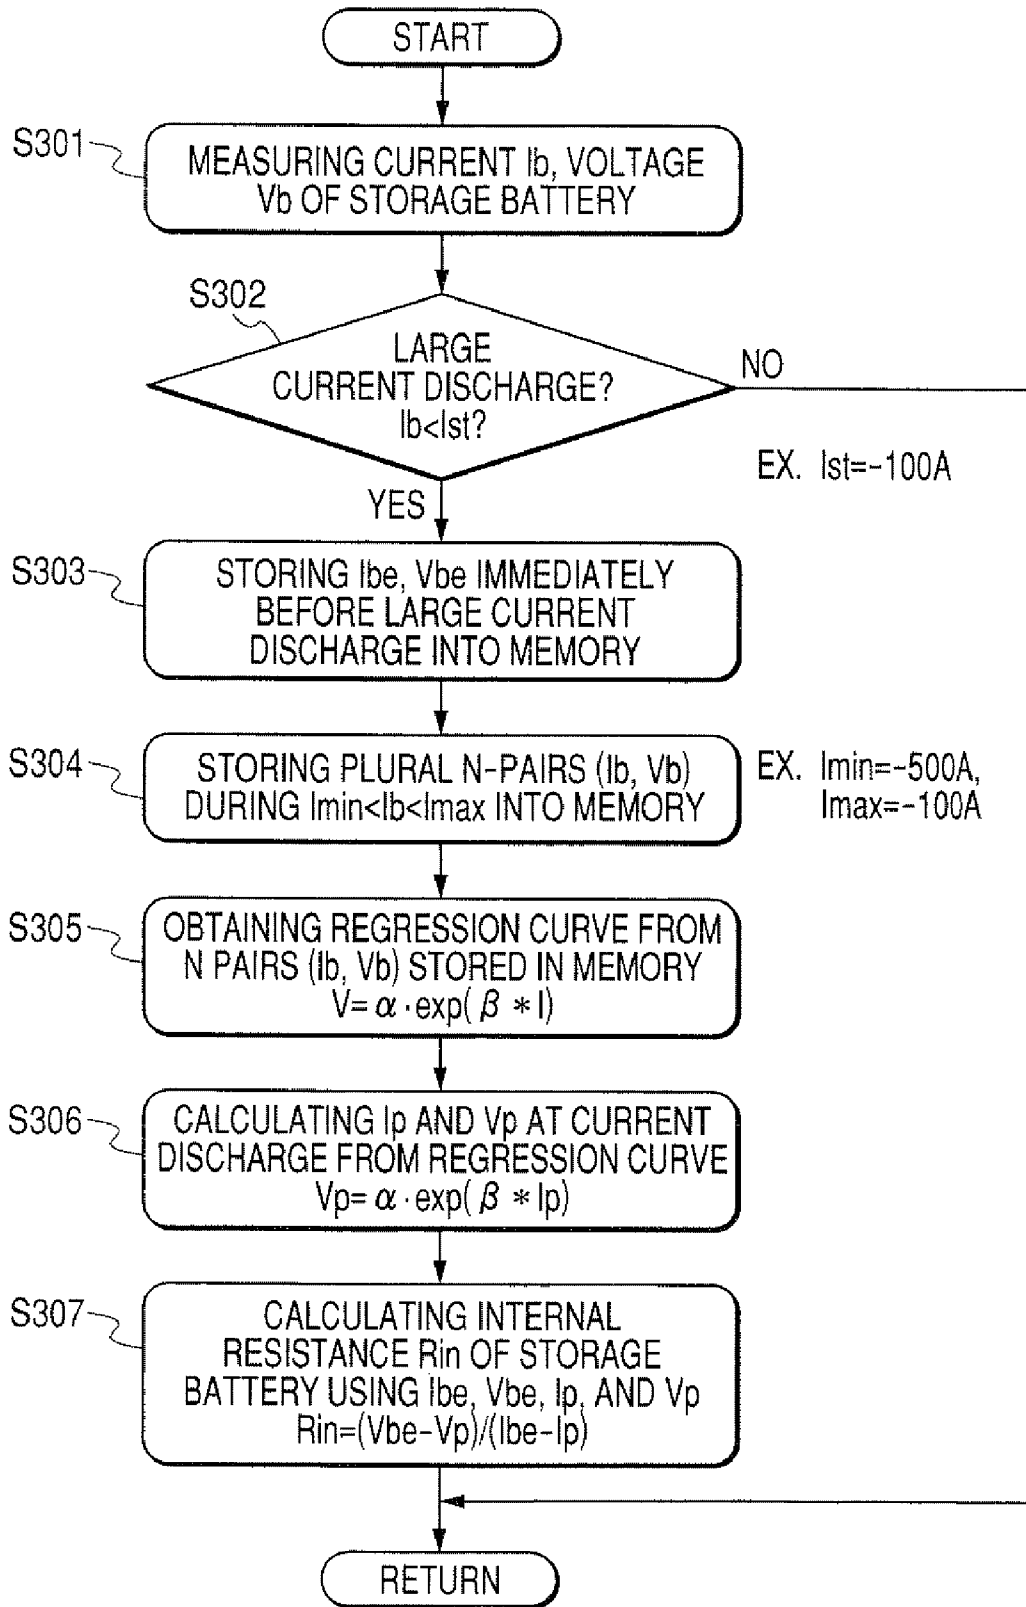 START
S301
MEASURING CURRENT Ib, VOLTAGE
Vb OF STORAGE BATTERY
S302
LARGE
CURRENT DISCHARGE?
Ib<Ist?
NO
EX. Ist=-100A
YES
S303
STORING Ibe, Vbe IMMEDIATELY
BEFORE LARGE CURRENT
DISCHARGE INTO MEMORY
S304
STORING PLURAL N-PAIRS (Ib, Vb)
DURING Imin<Ib<Imax INTO MEMORY
EX. Imin=-500A,
Imax=-100A
S305
OBTAINING REGRESSION CURVE FROM
N PAIRS (Ib, Vb) STORED IN MEMORY
V= α · exp( β * I)
S306
CALCULATING Ip AND Vp AT CURRENT
DISCHARGE FROM REGRESSION CURVE
Vp= α · exp( β * Ip)
S307
CALCULATING INTERNAL
RESISTANCE Rin OF STORAGE
BATTERY USING Ibe, Vbe, Ip, AND Vp
Rin=(Vbe-Vp)/(Ibe-Ip)
RETURN